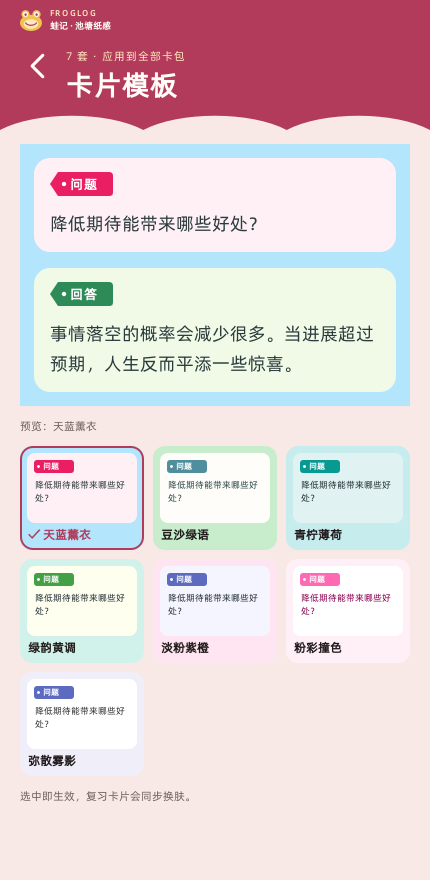 FROGLOG
蛙记 · 池塘纸感
7 套 · 应用到全部卡包
卡片模板
问题
降低期待能带来哪些好处?
回答
事情落空的概率会减少很多。当进展超过
预期，人生反而平添一些惊喜。
预览: 天蓝薰衣
问题
降低期待能带来哪些好
处?
天蓝薰衣
问题
降低期待能带来哪些好
处?
豆沙绿语
问题
降低期待能带来哪些好
处?
青柠薄荷
问题
降低期待能带来哪些好
处?
绿韵黄调
问题
降低期待能带来哪些好
处?
淡粉紫橙
问题
降低期待能带来哪些好
处?
粉彩撞色
问题
降低期待能带来哪些好
处?
弥散雾影
选中即生效，复习卡片会同步换肤。